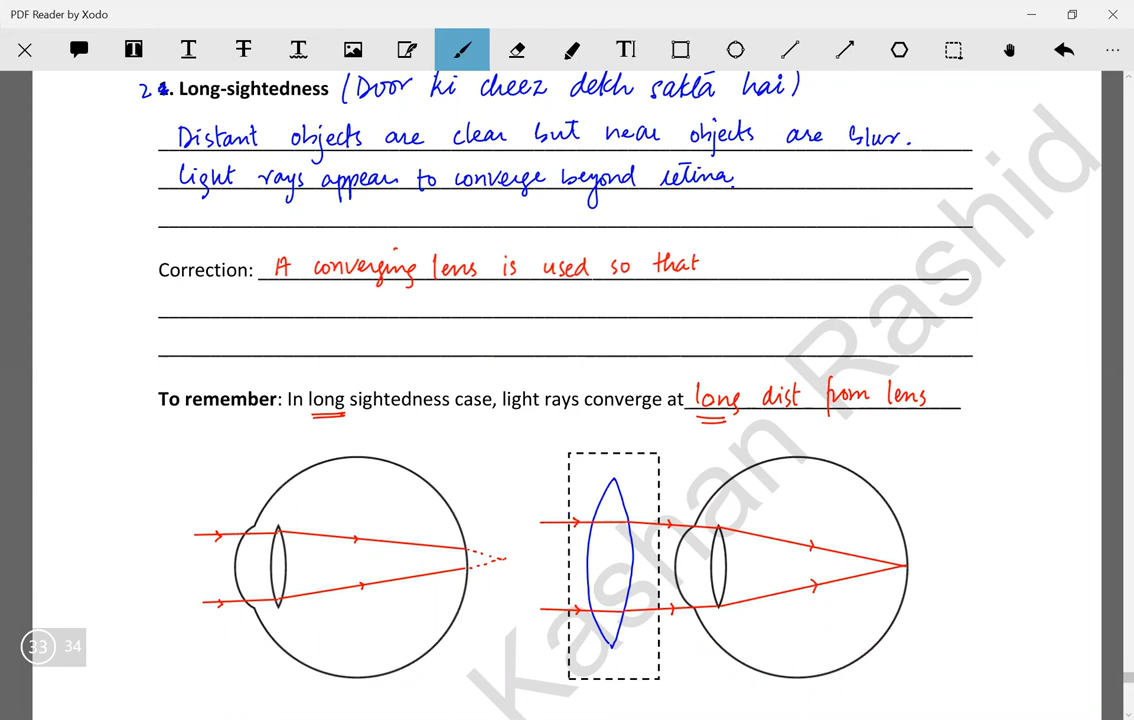 PDF Reader by Xodo
24. Long-sightedness (Door ki cheez dekh saktā hai)
Distant objects are clear but near objects are blur.
Light rays appear to converge beyond retina.
Correction: A converging lens is used so that
To remember: In long sightedness case, light rays converge at long dist from lens
Kashan Rashid
33 34